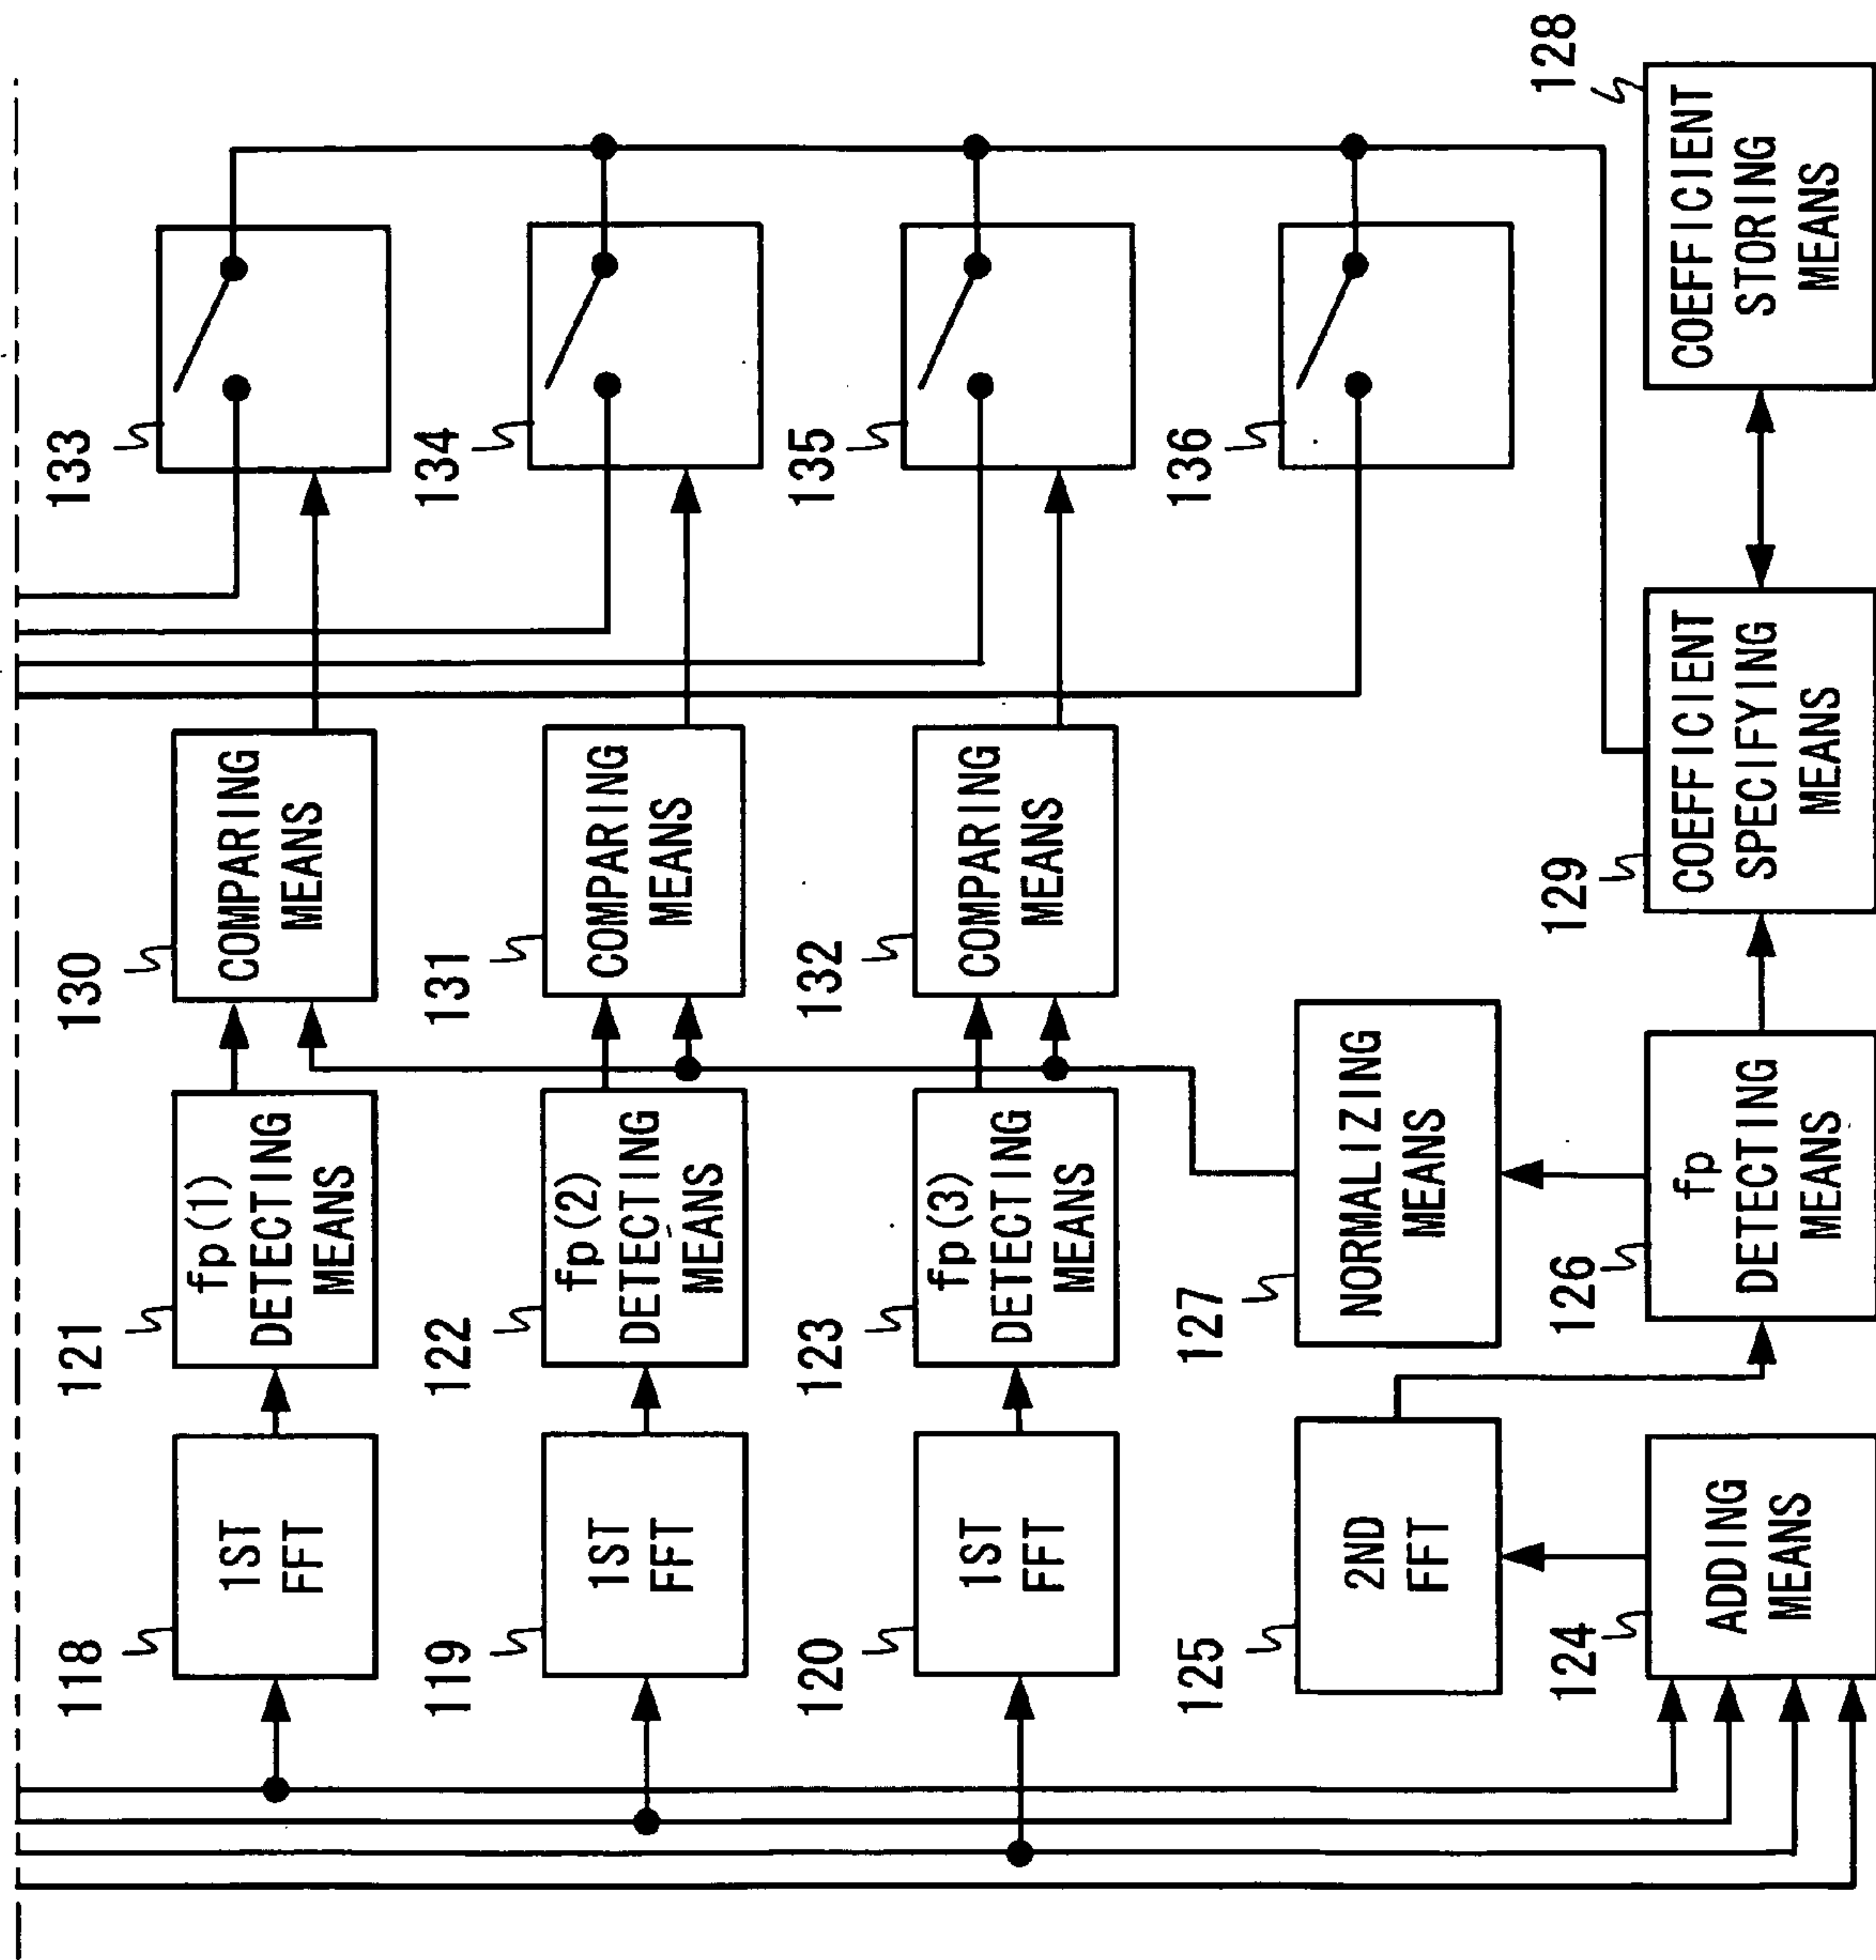 118
1ST
FFT
121
fp(1)
DETECTING
MEANS
130
COMPARING
MEANS
133
119
1ST
FFT
122
fp(2)
DETECTING
MEANS
131
COMPARING
MEANS
134
120
1ST
FFT
123
fp(3)
DETECTING
MEANS
132
COMPARING
MEANS
135
125
2ND
FFT
127
NORMALIZING
MEANS
136
124
ADDING
MEANS
126
fp
DETECTING
MEANS
129
COEFFICIENT
SPECIFYING
MEANS
128
COEFFICIENT
STORING
MEANS